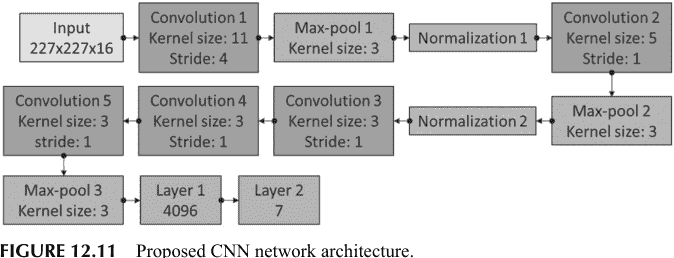 Input
227x227x16
Convolution 1
Kernel size: 11
Stride: 4
Max-pool 1
Kernel size: 3
Normalization 1
Convolution 2
Kernel size: 5
Stride: 1
Max-pool 2
Kernel size: 3
Normalization 2
Convolution 3
Kernel size: 3
Stride: 1
Convolution 4
Kernel size: 3
Stride: 1
Convolution 5
Kernel size: 3
stride: 1
Max-pool 3
Kernel size: 3
Layer 1
4096
Layer 2
7
FIGURE 12.11 Proposed CNN network architecture.